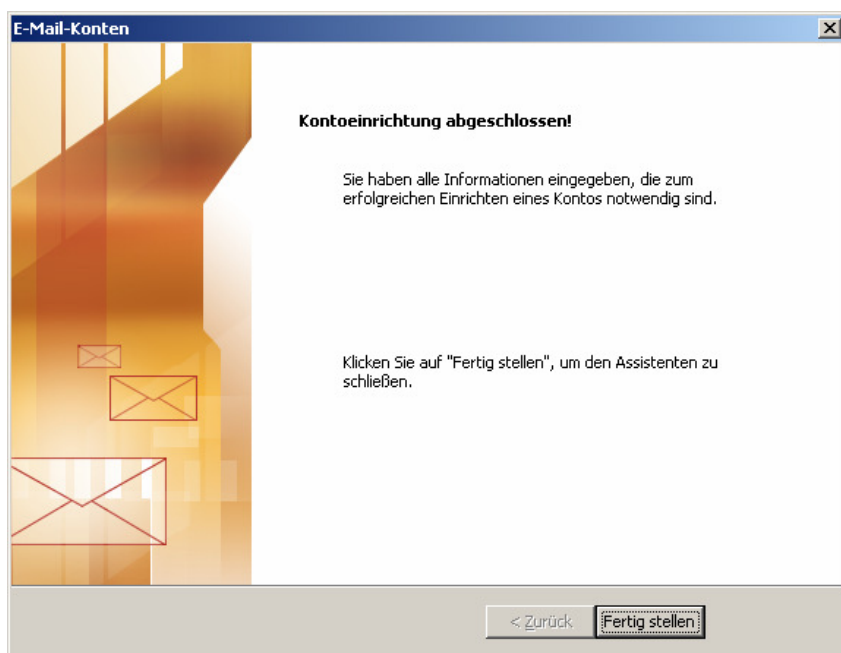 E-Mail-Konten
Kontoeinrichtung abgeschlossen!
Sie haben alle Informationen eingegeben, die zum
erfolgreichen Einrichten eines Kontos notwendig sind.
Klicken Sie auf "Fertig stellen", um den Assistenten zu
schließen.
< Zurück
Fertig stellen